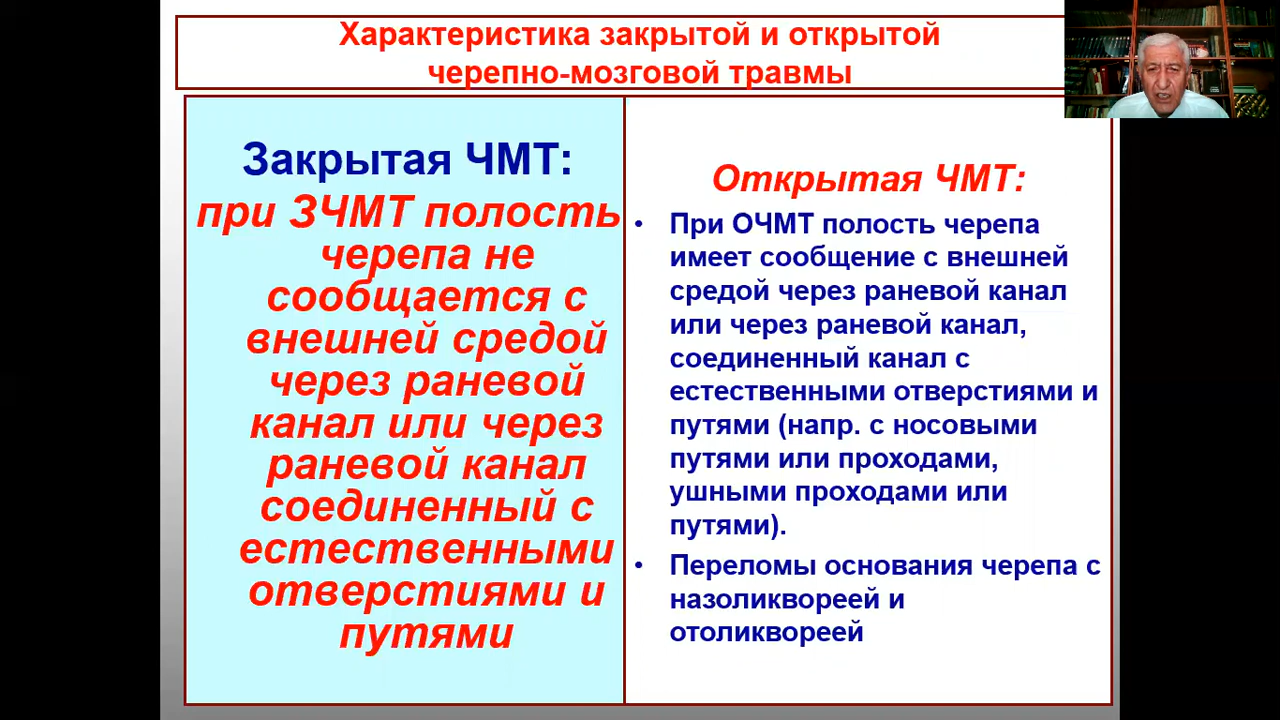 Характеристика закрытой и открытой
черепно-мозговой травмы
Закрытая ЧМТ:
при ЗЧМТ полость
черепа не
сообщается с
внешней средой
через раневой
канал или через
раневой канал
соединенный с
естественными
отверстиями и
путями
Открытая ЧМТ:
• При ОЧМТ полость черепа
имеет сообщение с внешней
средой через раневой канал
или через раневой канал,
соединенный канал с
естественными отверстиями и
путями (напр. с носовыми
путями или проходами,
ушными проходами или
путями).
• Переломы основания черепа с
назоликвореей и
отоликвореей